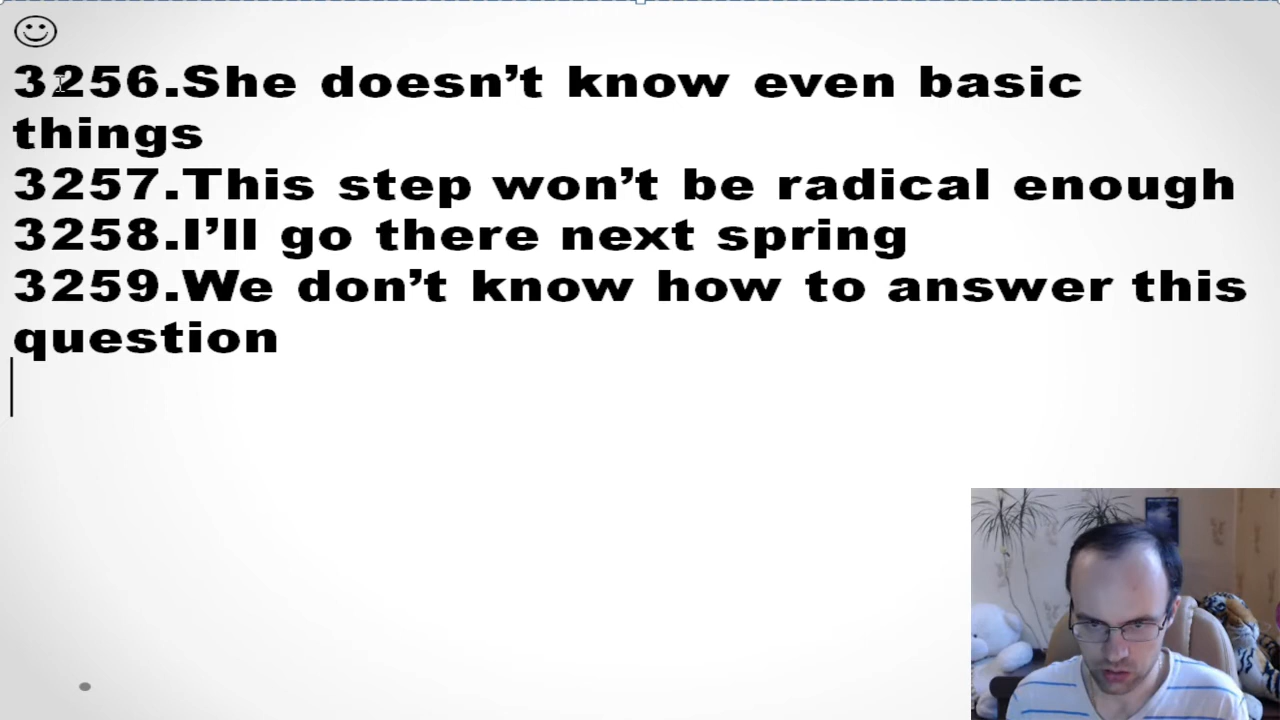 3256.She doesn’t know even basic
things
3257.This step won’t be radical enough
3258.I’ll go there next spring
3259.We don’t know how to answer this
question